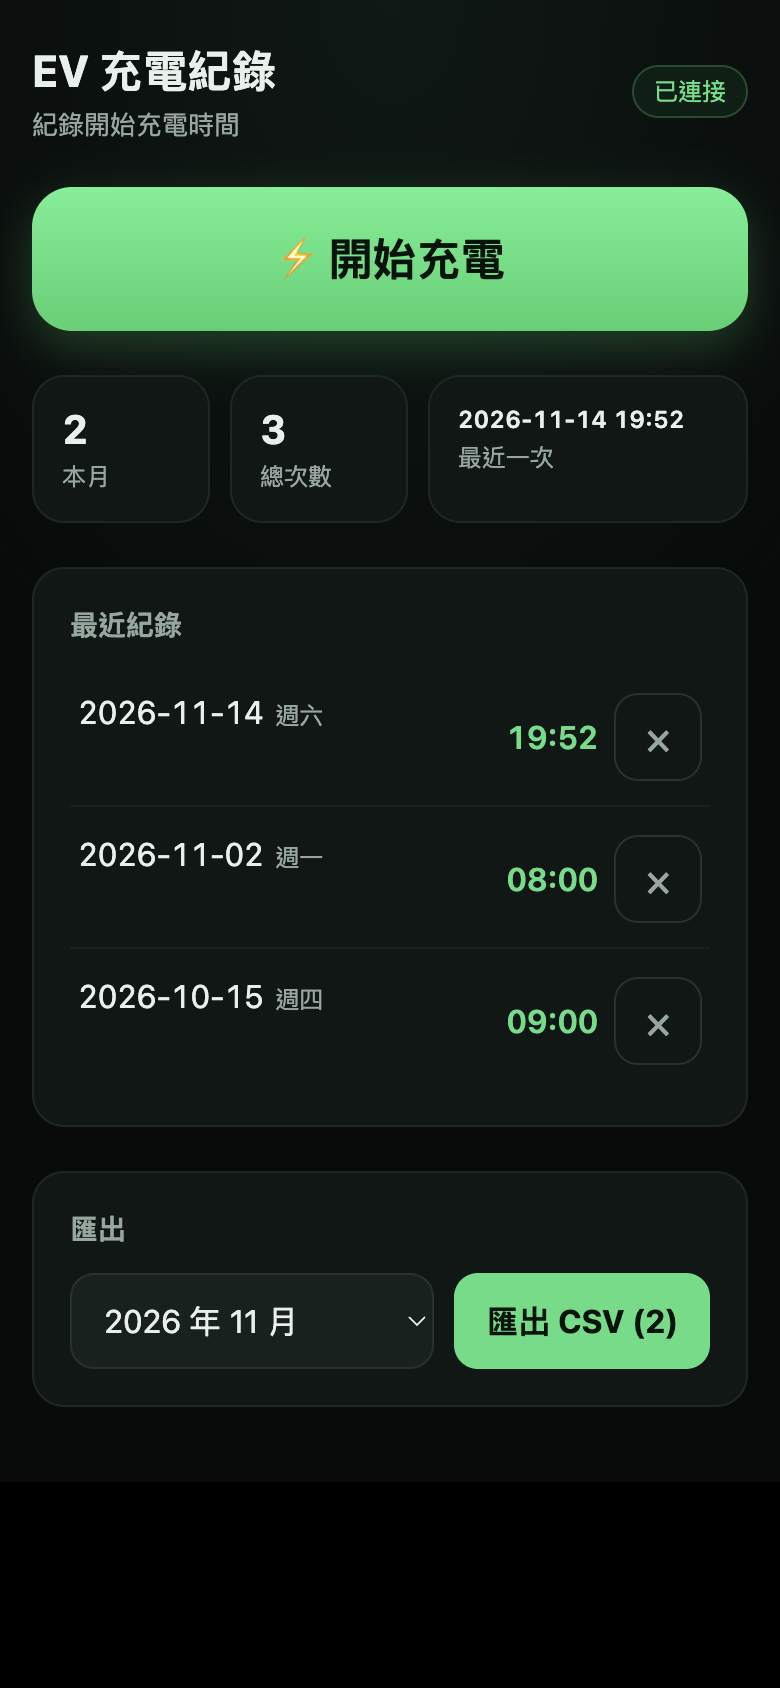 EV 充電紀錄
紀錄開始充電時間
已連接
⚡ 開始充電
2
本月
3
總次數
2026-11-14 19:52
最近一次
最近紀錄
2026-11-14 週六
19:52
×
2026-11-02 週一
08:00
×
2026-10-15 週四
09:00
×
匯出
2026 年 11 月
匯出 CSV (2)